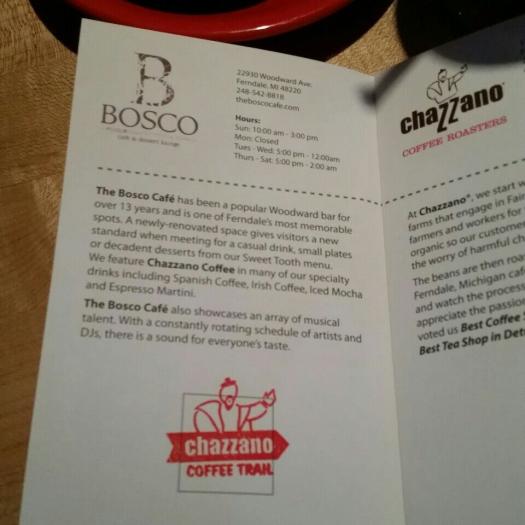 B
BOSCO
22930 Woodward Ave.
Ferndale, MI 48220
248-542-8818
theboscocafe.com
Hours:
Sun: 10:00 am - 3:00 pm
Mon: Closed
Tues - Wed: 5:00 pm - 12:00am
Thurs - Sat: 5:00 pm - 2:00 am
The Bosco Café has been a popular Woodward bar for
over 13 years and is one of Ferndale's most memorable
spots. A newly-renovated space gives visitors a new
standard when meeting for a casual drink, small plates
or decadent desserts from our Sweet Tooth menu.
We feature Chazzano Coffee in many of our specialty
drinks including Spanish Coffee, Irish Coffee, Iced Mocha
and Espresso Martini.
The Bosco Café also showcases an array of musical
talent. With a constantly rotating schedule of artists and
DJs, there is a sound for everyone's taste.
chazzano
COFFEE TRAIL
chazzano
COFFEE ROASTERS
At Chazzano®, we start w
farms that engage in Fair
farmers and workers for
organic so our custome
the worry of harmful ch
The beans are then roa
Ferndale, Michigan caf
and watch the process
appreciate the passion
voted us Best Coffee
Best Tea Shop in Det